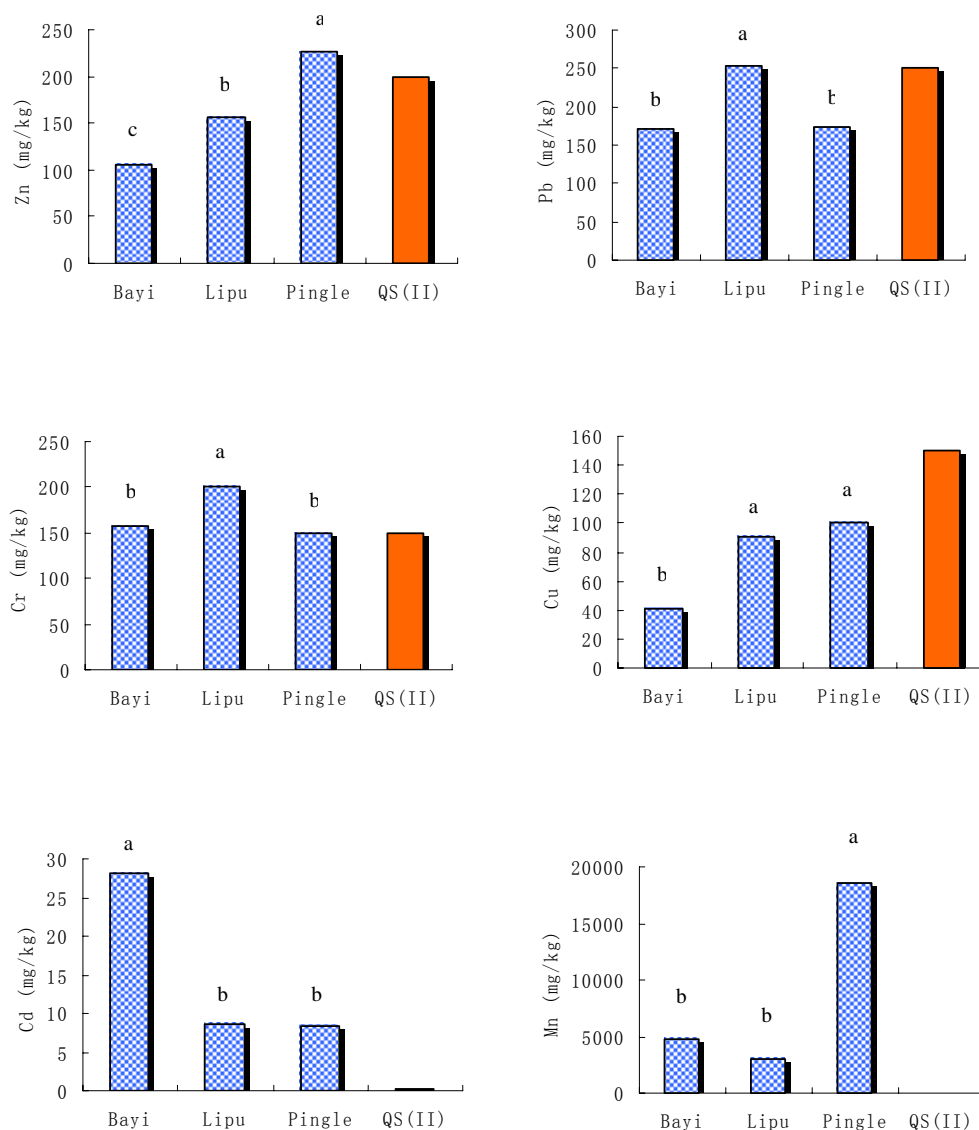 a
250
200
b
150
c
100
50
0
Zn (mg/kg)
Bayi Lipu Pingle QS(II)
300
a
250
200
b b
150
100
50
0
Pb (mg/kg)
Bayi Lipu Pingle QS(II)
250
a
200
b b
150
100
50
0
Cr (mg/kg)
Bayi Lipu Pingle QS(II)
160
140
120
a a
100
80
b
60
40
20
0
Cu (mg/kg)
Bayi Lipu Pingle QS(II)
a
30
25
20
15
b b
10
5
0
Cd (mg/kg)
Bayi Lipu Pingle QS(II)
a
20000
15000
10000
b b
5000
0
Mn (mg/kg)
Bayi Lipu Pingle QS(II)